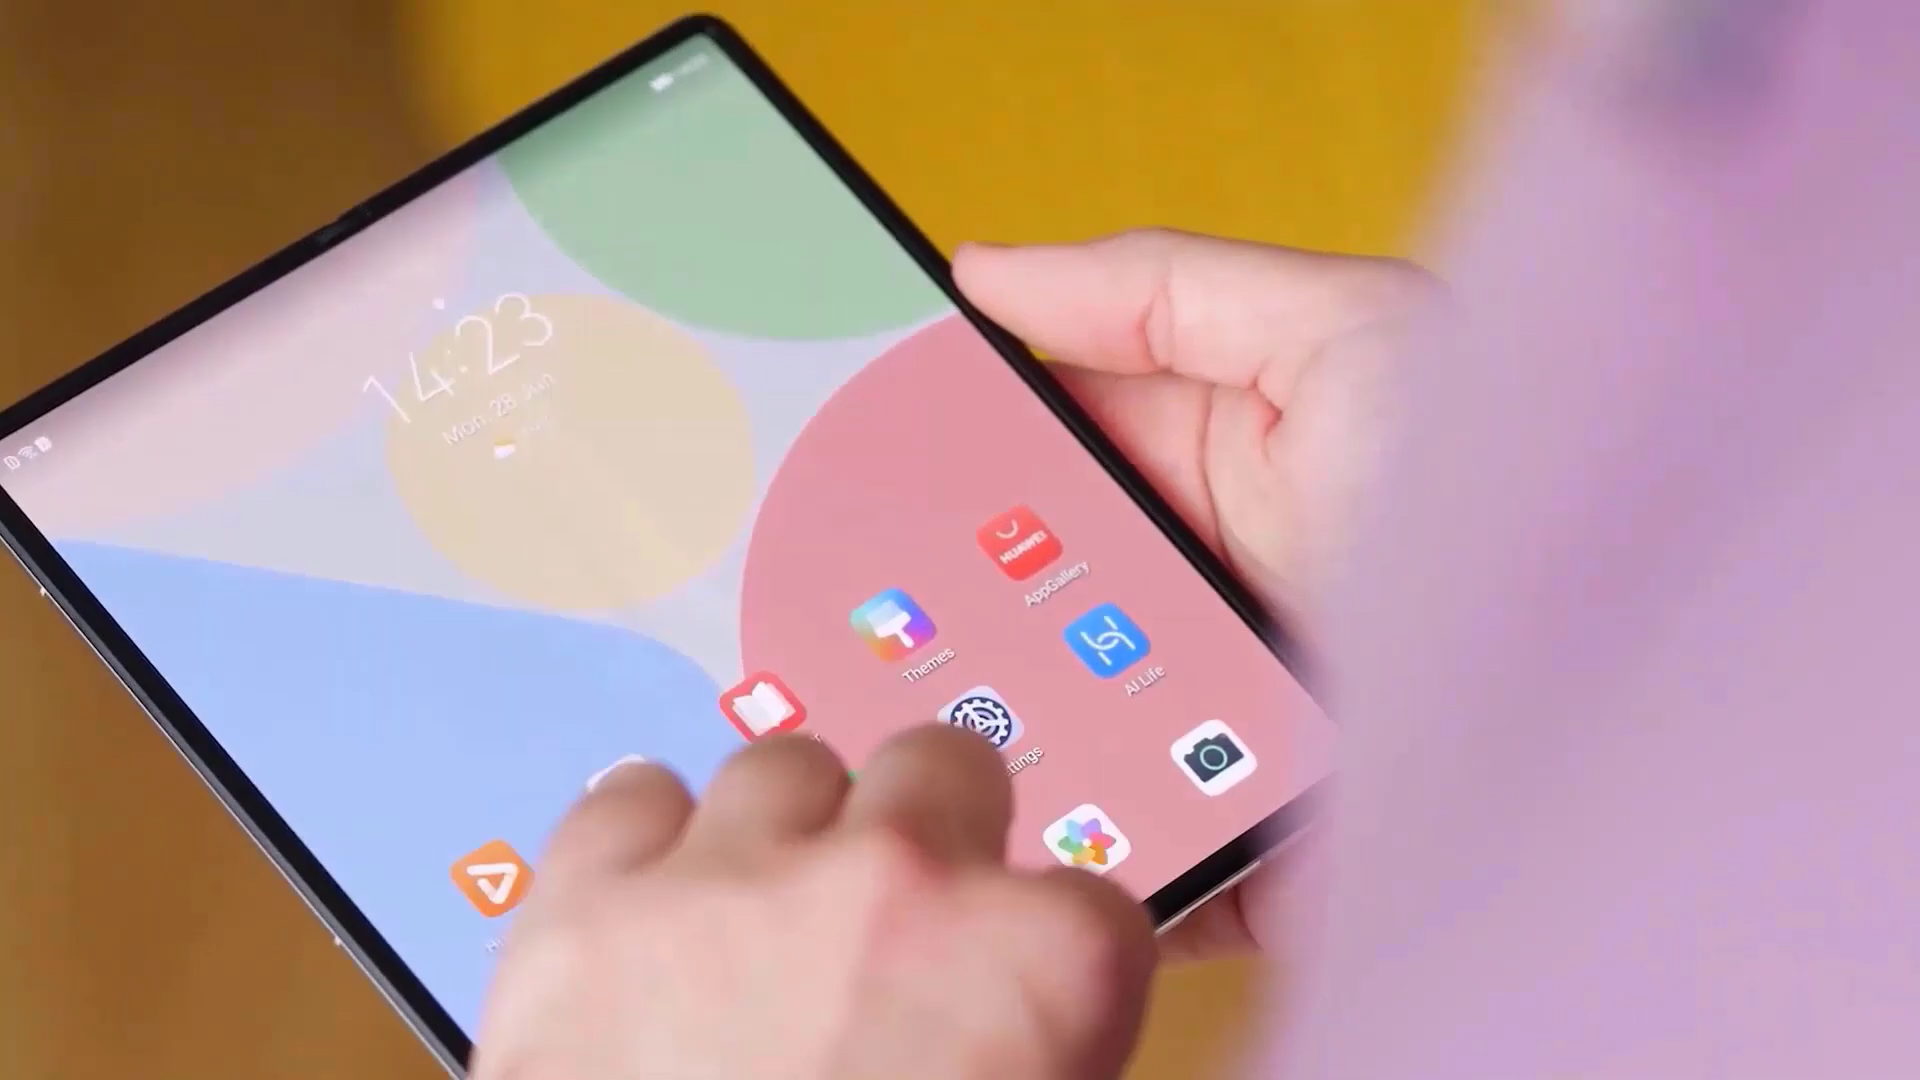 14:23
Mon, 28 Jun
HUAWEI
AppGallery
Themes
AI Life
ttings